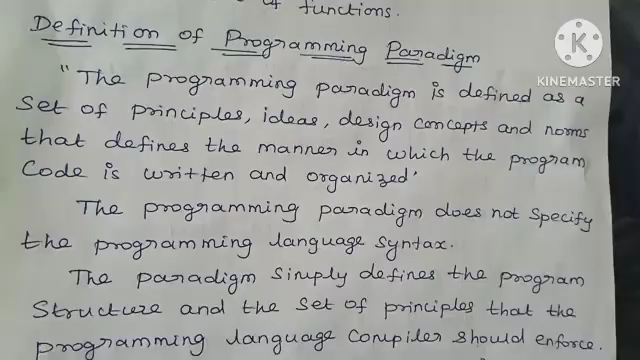 of functions.
Definition of Programming Paradigm
KINEMASTER
"The programming paradigm is defined as a
Set of principles, ideas, design concepts and norms
that defines the manner in which the program
Code is written and organized'
The programming paradigm does not specify
the programming language syntax.
The paradigm simply defines the program
Structure and the set of principles that the
programming language compiler should enforce.